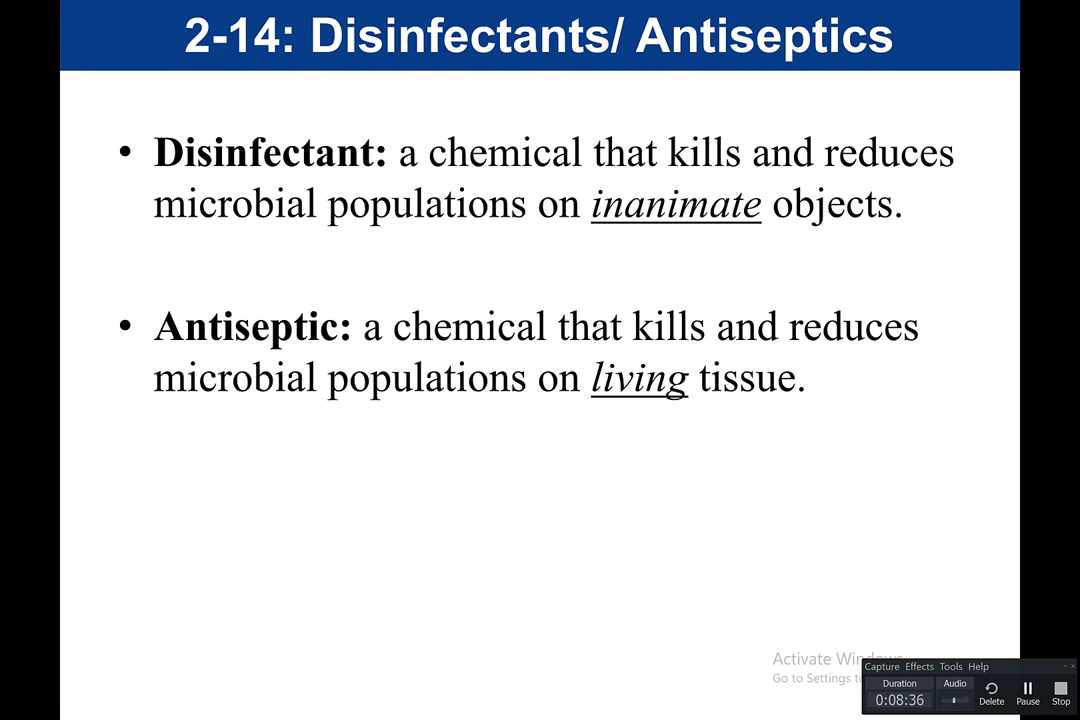 2-14: Disinfectants/ Antiseptics
• Disinfectant: a chemical that kills and reduces
microbial populations on inanimate objects.
• Antiseptic: a chemical that kills and reduces
microbial populations on living tissue.
Activate Windows
Go to Settings to
Capture Effects Tools Help
Duration Audio
0:08:36 Delete Pause Stop